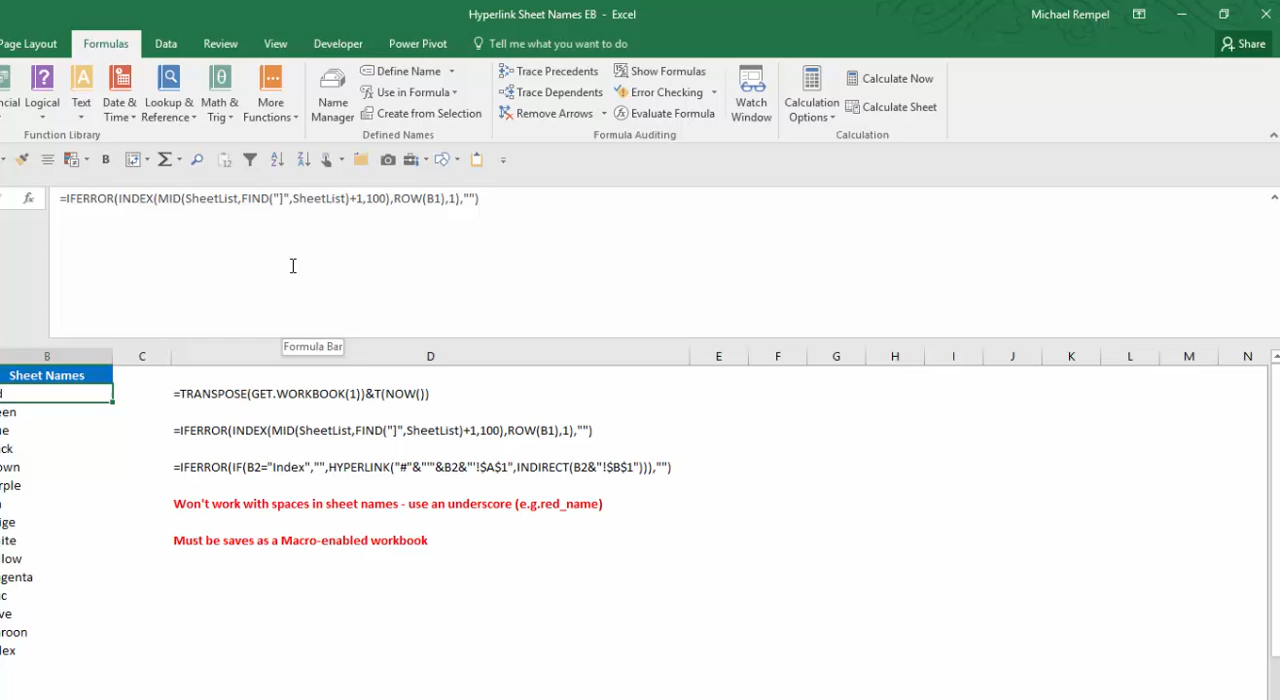 Hyperlink Sheet Names EB - Excel
Michael Rempel
Page Layout Formulas Data Review View Developer Power Pivot Tell me what you want to do Share
Logical Text Date & Time Lookup & Reference Math & Trig More Functions
Function Library
Name Manager
Define Name
Use in Formula
Create from Selection
Defined Names
Trace Precedents Show Formulas
Trace Dependents Error Checking
Remove Arrows Evaluate Formula
Formula Auditing
Watch Window
Calculation Options
Calculate Now
Calculate Sheet
Calculation
fx =IFERROR(INDEX(MID(SheetList,FIND("]",SheetList)+1,100),ROW(B1),1),"")
Formula Bar
B C D E F G H I J K L M N
Sheet Names
=TRANSPOSE(GET.WORKBOOK(1))&T(NOW())
=IFERROR(INDEX(MID(SheetList,FIND("]",SheetList)+1,100),ROW(B1),1),"")
=IFERROR(IF(B2="Index","",HYPERLINK("#"&"'"&B2&"'!$A$1",INDIRECT(B2&"!$B$1"))),"")
Won't work with spaces in sheet names - use an underscore (e.g.red_name)
Must be saves as a Macro-enabled workbook